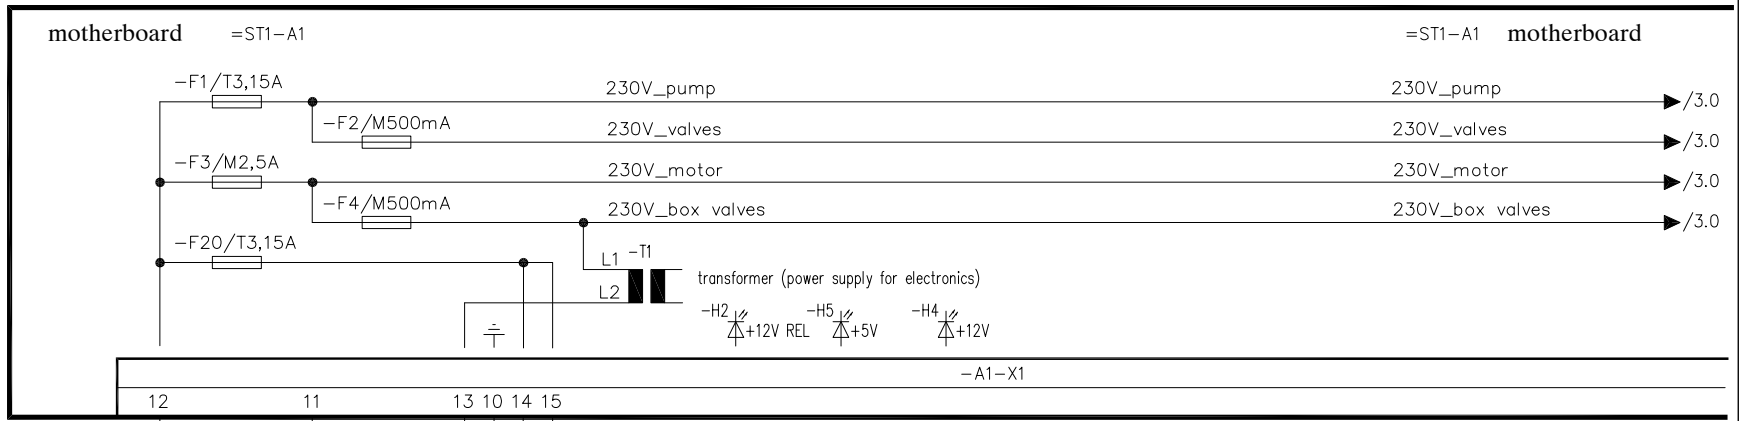 motherboard =ST1-A1 =ST1-A1 motherboard
-F1/T3,15A 230V_pump 230V_pump /3.0
-F2/M500mA 230V_valves 230V_valves /3.0
-F3/M2,5A 230V_motor 230V_motor /3.0
-F4/M500mA 230V_box valves 230V_box valves /3.0
-F20/T3,15A
L1 -T1
transformer (power supply for electronics)
L2
-H2 -H5 -H4
+12V REL +5V +12V
-A1-X1
12 11 13 10 14 15